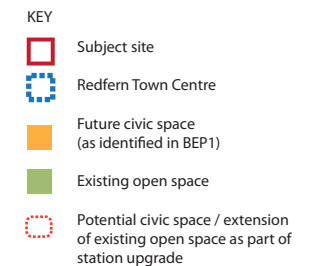 KEY
Subject site
Redfern Town Centre
Future civic space
(as identified in BEP1)
Existing open space
Potential civic space / extension
of existing open space as part of
station upgrade